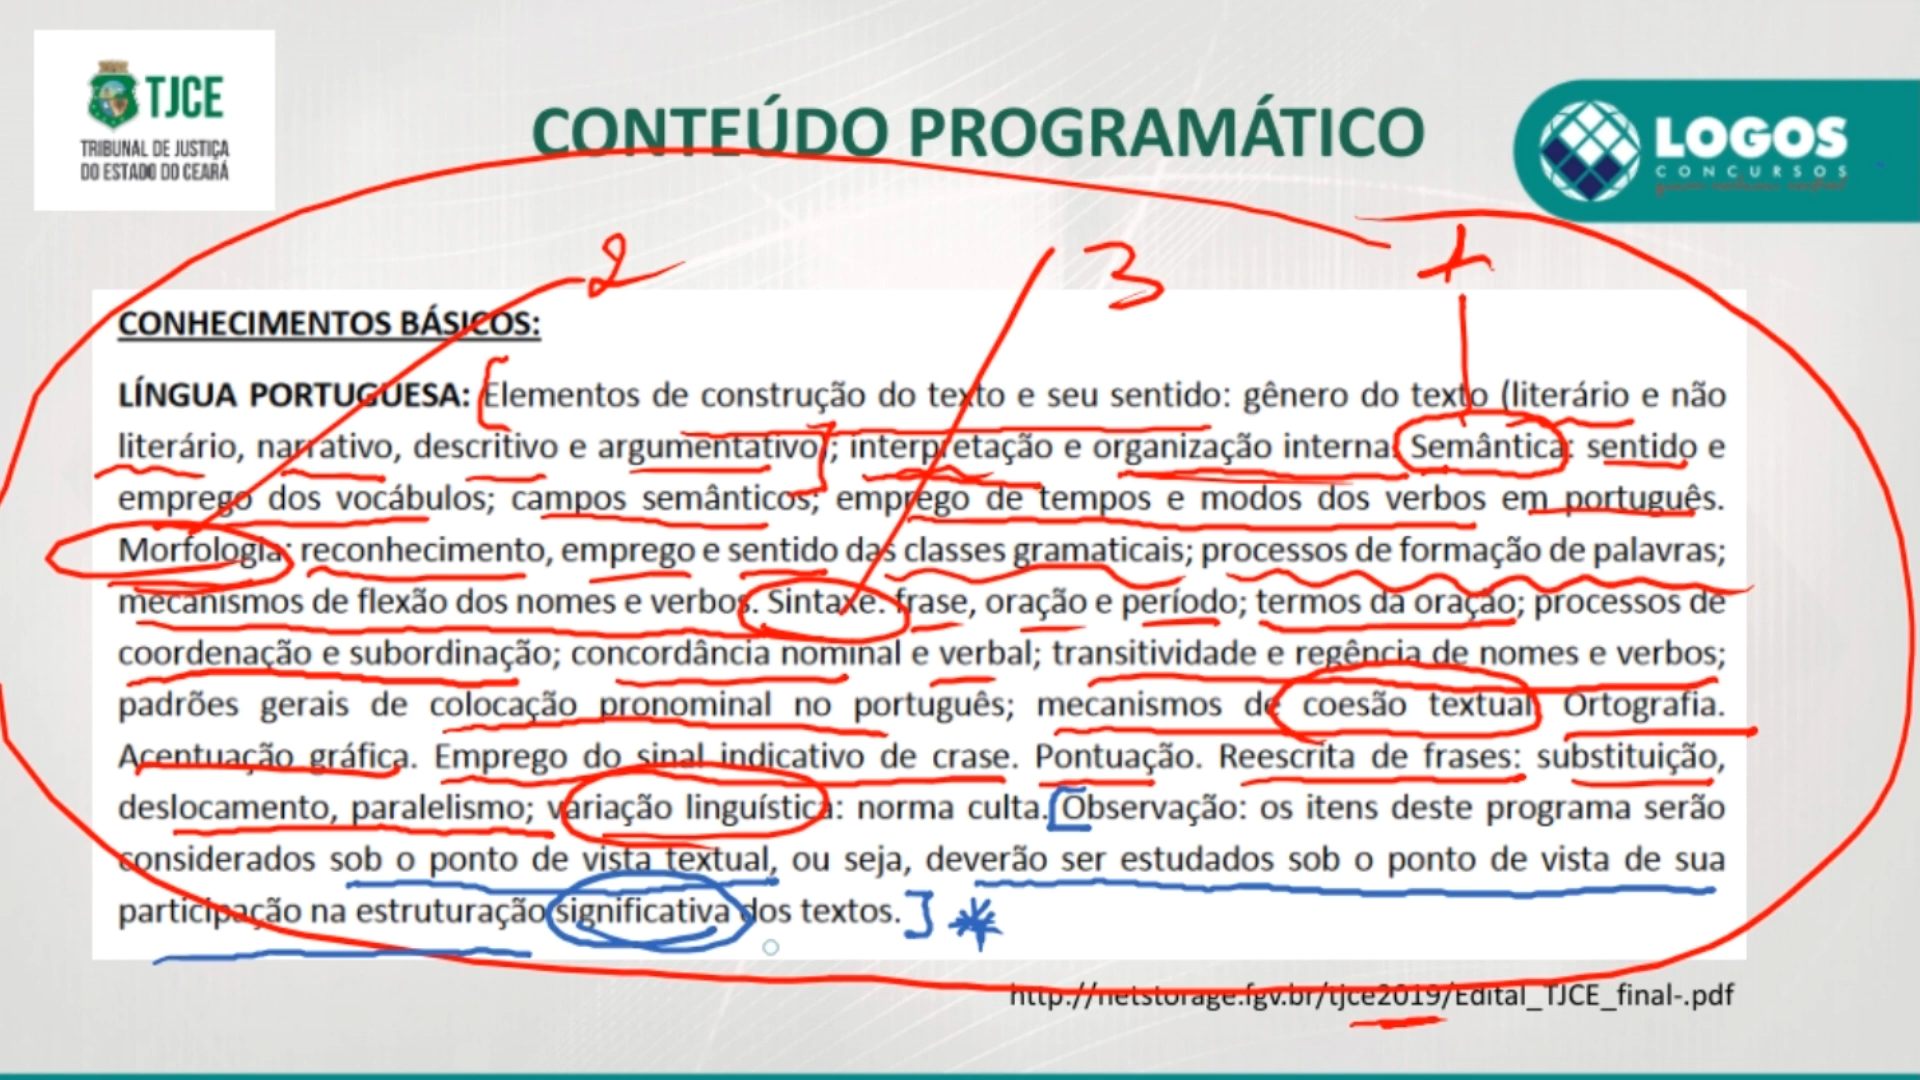 TJCE
TRIBUNAL DE JUSTIÇA
DO ESTADO DO CEARÁ
CONTEÚDO PROGRAMÁTICO
LOGOS
CONCURSOS
2
3
1
CONHECIMENTOS BÁSICOS:
LÍNGUA PORTUGUESA: Elementos de construção do texto e seu sentido: gênero do texto (literário e não
literário, narrativo, descritivo e argumentativo); interpretação e organização interna. Semântica: sentido e
emprego dos vocábulos; campos semânticos; emprego de tempos e modos dos verbos em português.
Morfologia: reconhecimento, emprego e sentido das classes gramaticais; processos de formação de palavras;
mecanismos de flexão dos nomes e verbos. Sintaxe: frase, oração e período; termos da oração; processos de
coordenação e subordinação; concordância nominal e verbal; transitividade e regência de nomes e verbos;
padrões gerais de colocação pronominal no português; mecanismos de coesão textual. Ortografia.
Acentuação gráfica. Emprego do sinal indicativo de crase. Pontuação. Reescrita de frases: substituição,
deslocamento, paralelismo; variação linguística: norma culta. Observação: os itens deste programa serão
considerados sob o ponto de vista textual, ou seja, deverão ser estudados sob o ponto de vista de sua
participação na estruturação significativa dos textos.
http://netstorage.fgv.br/tjce2019/Edital_TJCE_final-.pdf